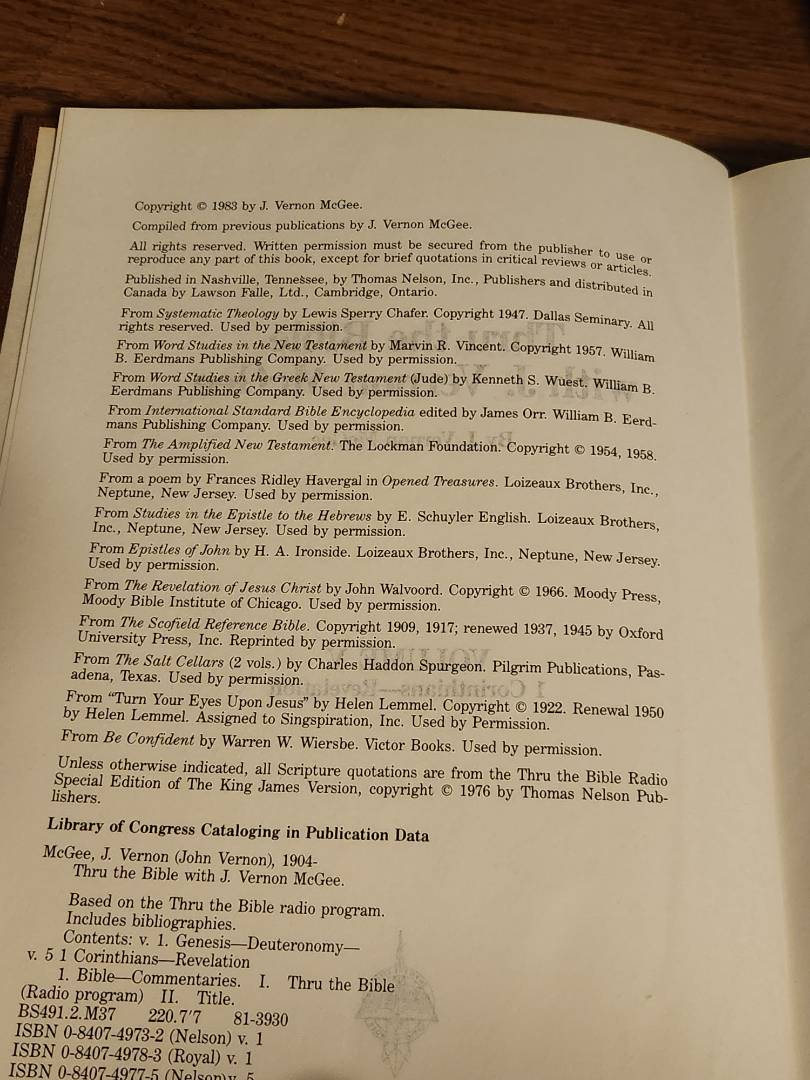 Copyright © 1983 by J. Vernon McGee.
Compiled from previous publications by J. Vernon McGee.
All rights reserved. Written permission must be secured from the publisher to use or
reproduce any part of this book, except for brief quotations in critical reviews or articles.
Published in Nashville, Tennessee, by Thomas Nelson, Inc., Publishers and distributed in
Canada by Lawson Falle, Ltd., Cambridge, Ontario.
From Systematic Theology by Lewis Sperry Chafer. Copyright 1947. Dallas Seminary. All
rights reserved. Used by permission.
From Word Studies in the New Testament by Marvin R. Vincent. Copyright 1957. William
B. Eerdmans Publishing Company. Used by permission.
From Word Studies in the Greek New Testament (Jude) by Kenneth S. Wuest. William B.
Eerdmans Publishing Company. Used by permission.
From International Standard Bible Encyclopedia edited by James Orr. William B. Eerd-
mans Publishing Company. Used by permission.
From The Amplified New Testament. The Lockman Foundation. Copyright © 1954, 1958.
Used by permission.
From a poem by Frances Ridley Havergal in Opened Treasures. Loizeaux Brothers, Inc.,
Neptune, New Jersey. Used by permission.
From Studies in the Epistle to the Hebrews by E. Schuyler English. Loizeaux Brothers,
Inc., Neptune, New Jersey. Used by permission.
From Epistles of John by H. A. Ironside. Loizeaux Brothers, Inc., Neptune, New Jersey.
Used by permission.
From The Revelation of Jesus Christ by John Walvoord. Copyright © 1966. Moody Press,
Moody Bible Institute of Chicago. Used by permission.
From The Scofield Reference Bible. Copyright 1909, 1917; renewed 1937, 1945 by Oxford
University Press, Inc. Reprinted by permission.
From The Salt Cellars (2 vols.) by Charles Haddon Spurgeon. Pilgrim Publications, Pas-
adena, Texas. Used by permission.
From “Turn Your Eyes Upon Jesus” by Helen Lemmel. Copyright © 1922. Renewal 1950
by Helen Lemmel. Assigned to Singspiration, Inc. Used by Permission.
From Be Confident by Warren W. Wiersbe. Victor Books. Used by permission.
Unless otherwise indicated, all Scripture quotations are from the Thru the Bible Radio
Special Edition of The King James Version, copyright © 1976 by Thomas Nelson Pub-
lishers.
Library of Congress Cataloging in Publication Data
McGee, J. Vernon (John Vernon), 1904-
Thru the Bible with J. Vernon McGee.
Based on the Thru the Bible radio program.
Includes bibliographies.
Contents: v. 1. Genesis—Deuteronomy—
v. 5 1 Corinthians—Revelation
1. Bible—Commentaries. I. Thru the Bible
(Radio program) II. Title.
BS491.2.M37 220.7'7 81-3930
ISBN 0-8407-4973-2 (Nelson) v. 1
ISBN 0-8407-4978-3 (Royal) v. 1
ISBN 0-8407-4977-5 (Nelson) v. 5